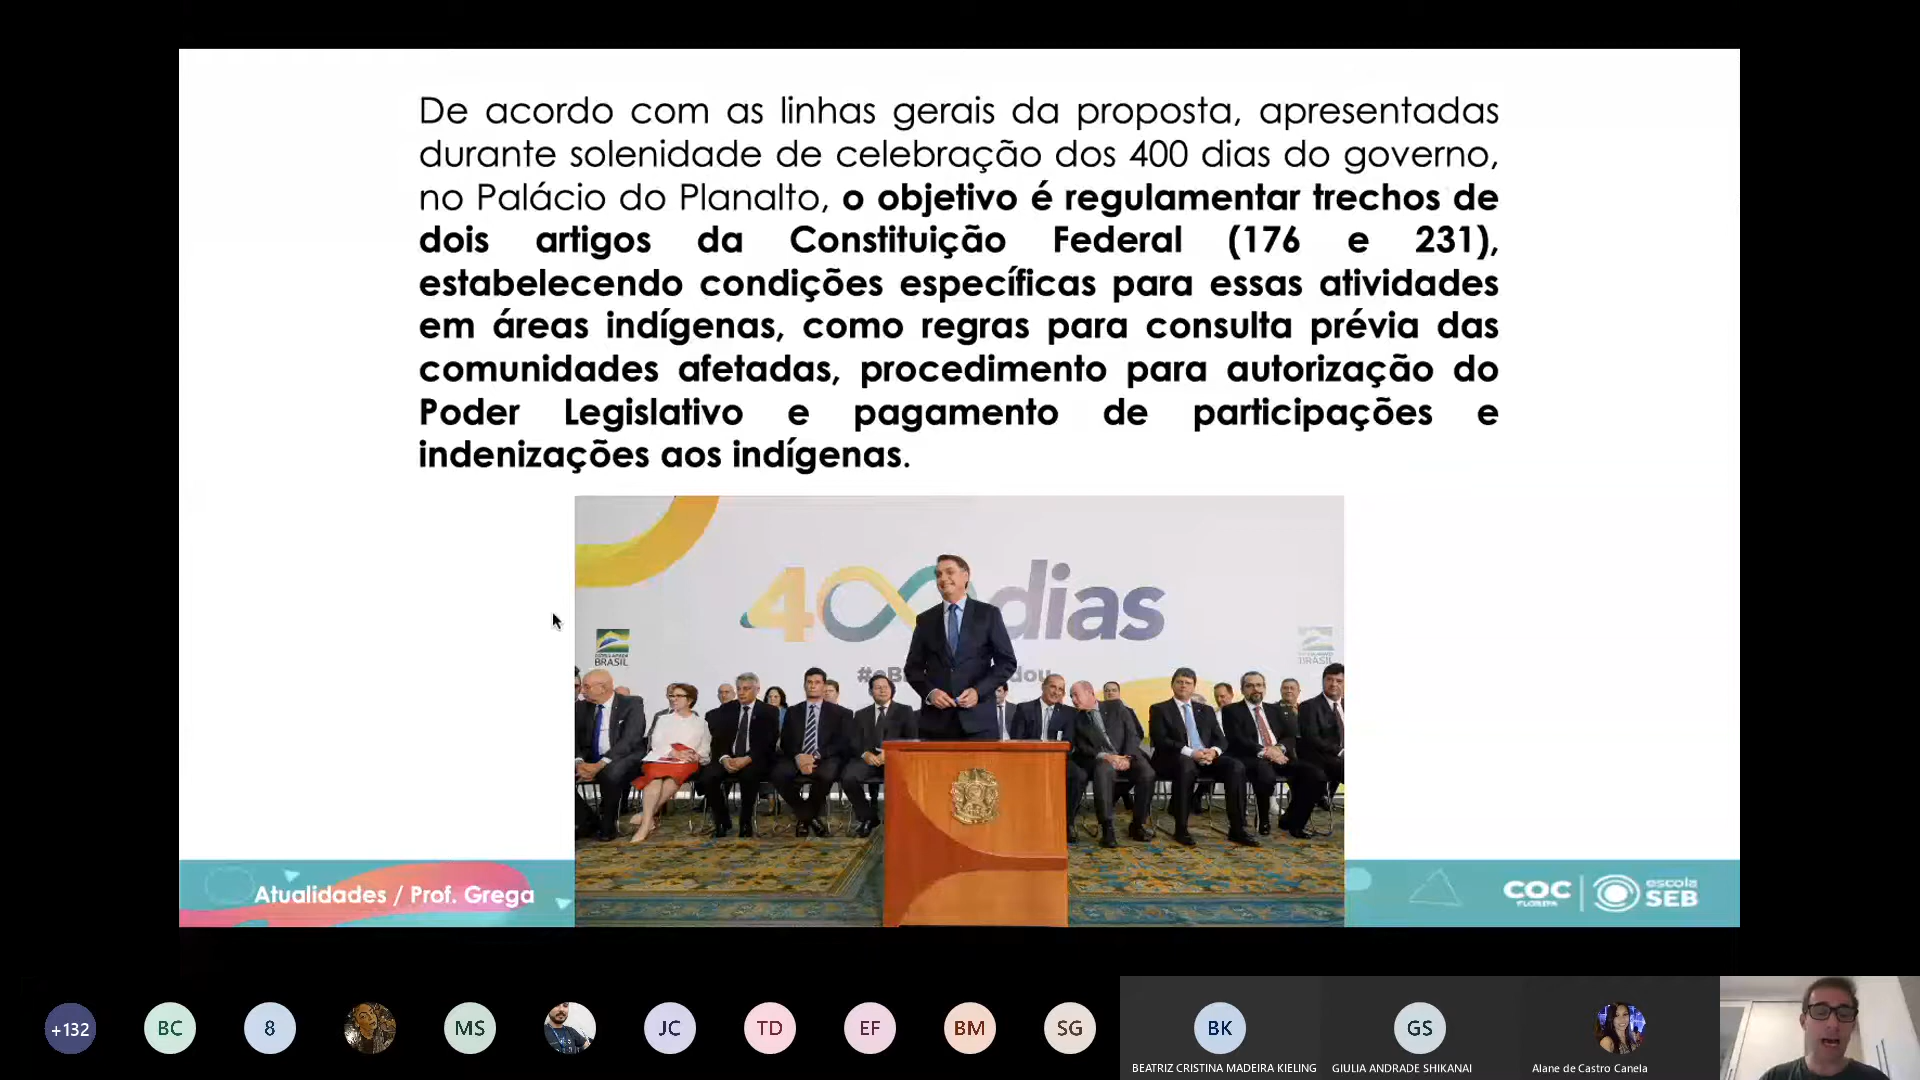 De acordo com as linhas gerais da proposta, apresentadas
durante solenidade de celebração dos 400 dias do governo,
no Palácio do Planalto, o objetivo é regulamentar trechos de
dois artigos da Constituição Federal (176 e 231),
estabelecendo condições específicas para essas atividades
em áreas indígenas, como regras para consulta prévia das
comunidades afetadas, procedimento para autorização do
Poder Legislativo e pagamento de participações e
indenizações aos indígenas.
400 dias
BRASIL
BRASIL
Atualidades / Prof. Grega
COC
FLORIPA
escola
SEB
+132
BC
8
MS
JC
TD
EF
BM
SG
BK
GS
BEATRIZ CRISTINA MADEIRA KIELING
GIULIA ANDRADE SHIKANAI
Alane de Castro Canela